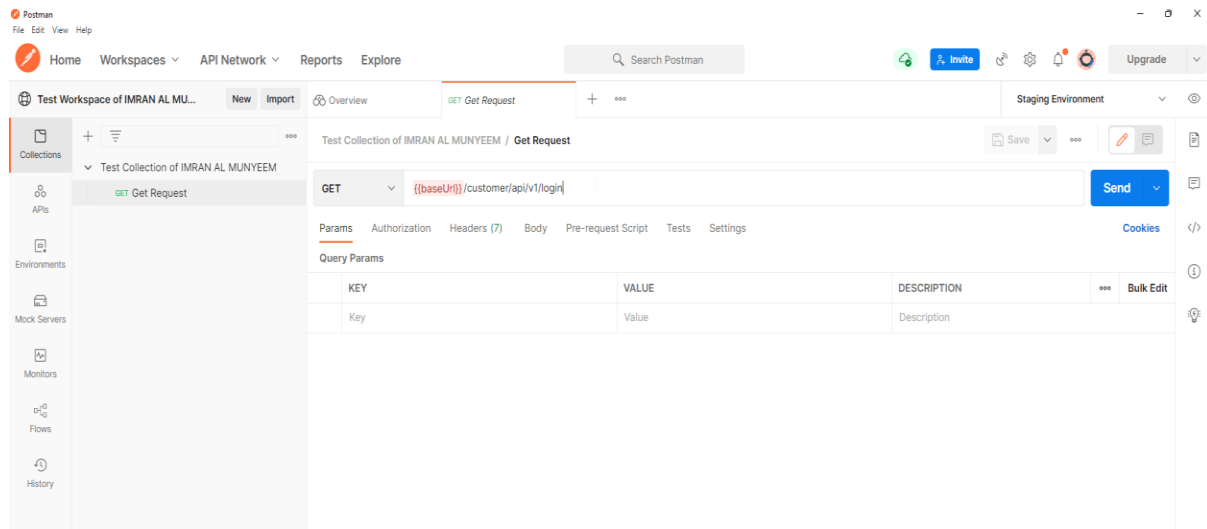 Postman
File Edit View Help
Home Workspaces API Network Reports Explore Search Postman Invite Upgrade
Test Workspace of IMRAN AL MU... New Import Overview GET Get Request + ooo Staging Environment
Collections + ooo Test Collection of IMRAN AL MUNYEEM / Get Request Save ooo
Test Collection of IMRAN AL MUNYEEM
GET Get Request GET {{baseUrl}}/customer/api/v1/login Send
APIs
Params Authorization Headers (7) Body Pre-request Script Tests Settings Cookies </>
Environments
Query Params
KEY VALUE DESCRIPTION ooo Bulk Edit
Key Value Description
Mock Servers
Monitors
Flows
History